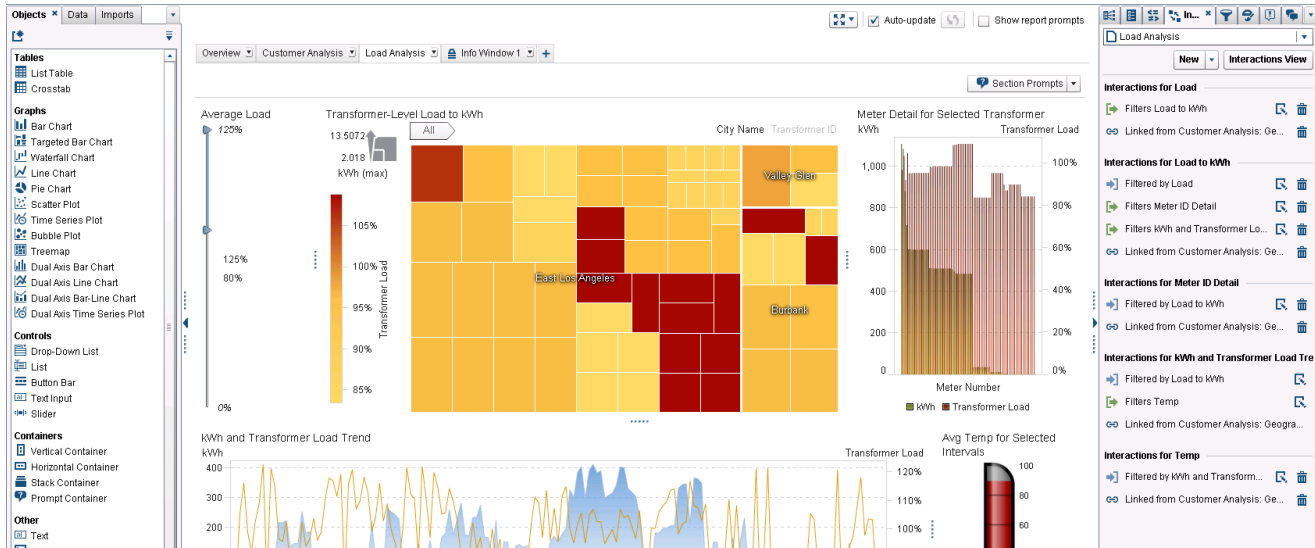 Objects
Data
Imports
Tables
List Table
Crosstab
Graphs
Bar Chart
Targeted Bar Chart
Waterfall Chart
Line Chart
Pie Chart
Scatter Plot
Time Series Plot
Bubble Plot
Treemap
Dual Axis Bar Chart
Dual Axis Line Chart
Dual Axis Bar-Line Chart
Dual Axis Time Series Plot
Controls
Drop-Down List
List
Button Bar
Text Input
Slider
Containers
Vertical Container
Horizontal Container
Stack Container
Prompt Container
Other
Text
Auto-update
Show report prompts
Overview
Customer Analysis
Load Analysis
Info Window 1
Section Prompts
Average Load
125%
125%
80%
0%
Transformer-Level Load to kWh
13.5072
2.018
kWh (max)
All
City Name Transformer ID
105%
100%
95%
90%
85%
Transformer Load
East Los Angeles
Valley Glen
Burbank
Meter Detail for Selected Transformer
kWh
Transformer Load
1,000
800
600
400
200
0
100%
80%
60%
40%
20%
0%
Meter Number
kWh Transformer Load
kWh and Transformer Load Trend
kWh
Transformer Load
400
300
200
120%
110%
100%
Avg Temp for Selected
Intervals
100
80
60
In...
Load Analysis
New
Interactions View
Interactions for Load
Filters Load to kWh
Linked from Customer Analysis: Ge...
Interactions for Load to kWh
Filtered by Load
Filters Meter ID Detail
Filters kWh and Transformer Lo...
Linked from Customer Analysis: Ge...
Interactions for Meter ID Detail
Filtered by Load to kWh
Linked from Customer Analysis: Ge...
Interactions for kWh and Transformer Load Tre
Filtered by Load to kWh
Filters Temp
Linked from Customer Analysis: Geogra...
Interactions for Temp
Filtered by kWh and Transform...
Linked from Customer Analysis: Ge...